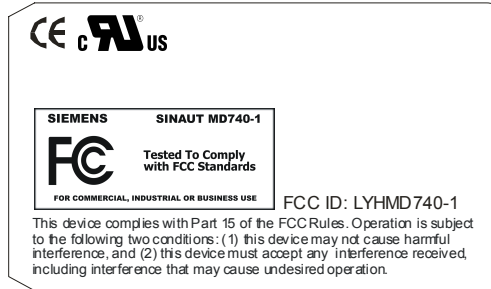 CE c RU ® US
SIEMENS SINAUT MD740-1
FC Tested To Comply
with FCC Standards
FOR COMMERCIAL, INDUSTRIAL OR BUSINESS USE
FCC ID: LYHMD740-1
This device complies with Part 15 of the FCC Rules. Operation is subject
to the following two conditions: (1) this device may not cause harmful
interference, and (2) this device must accept any interference received,
including interference that may cause undesired operation.